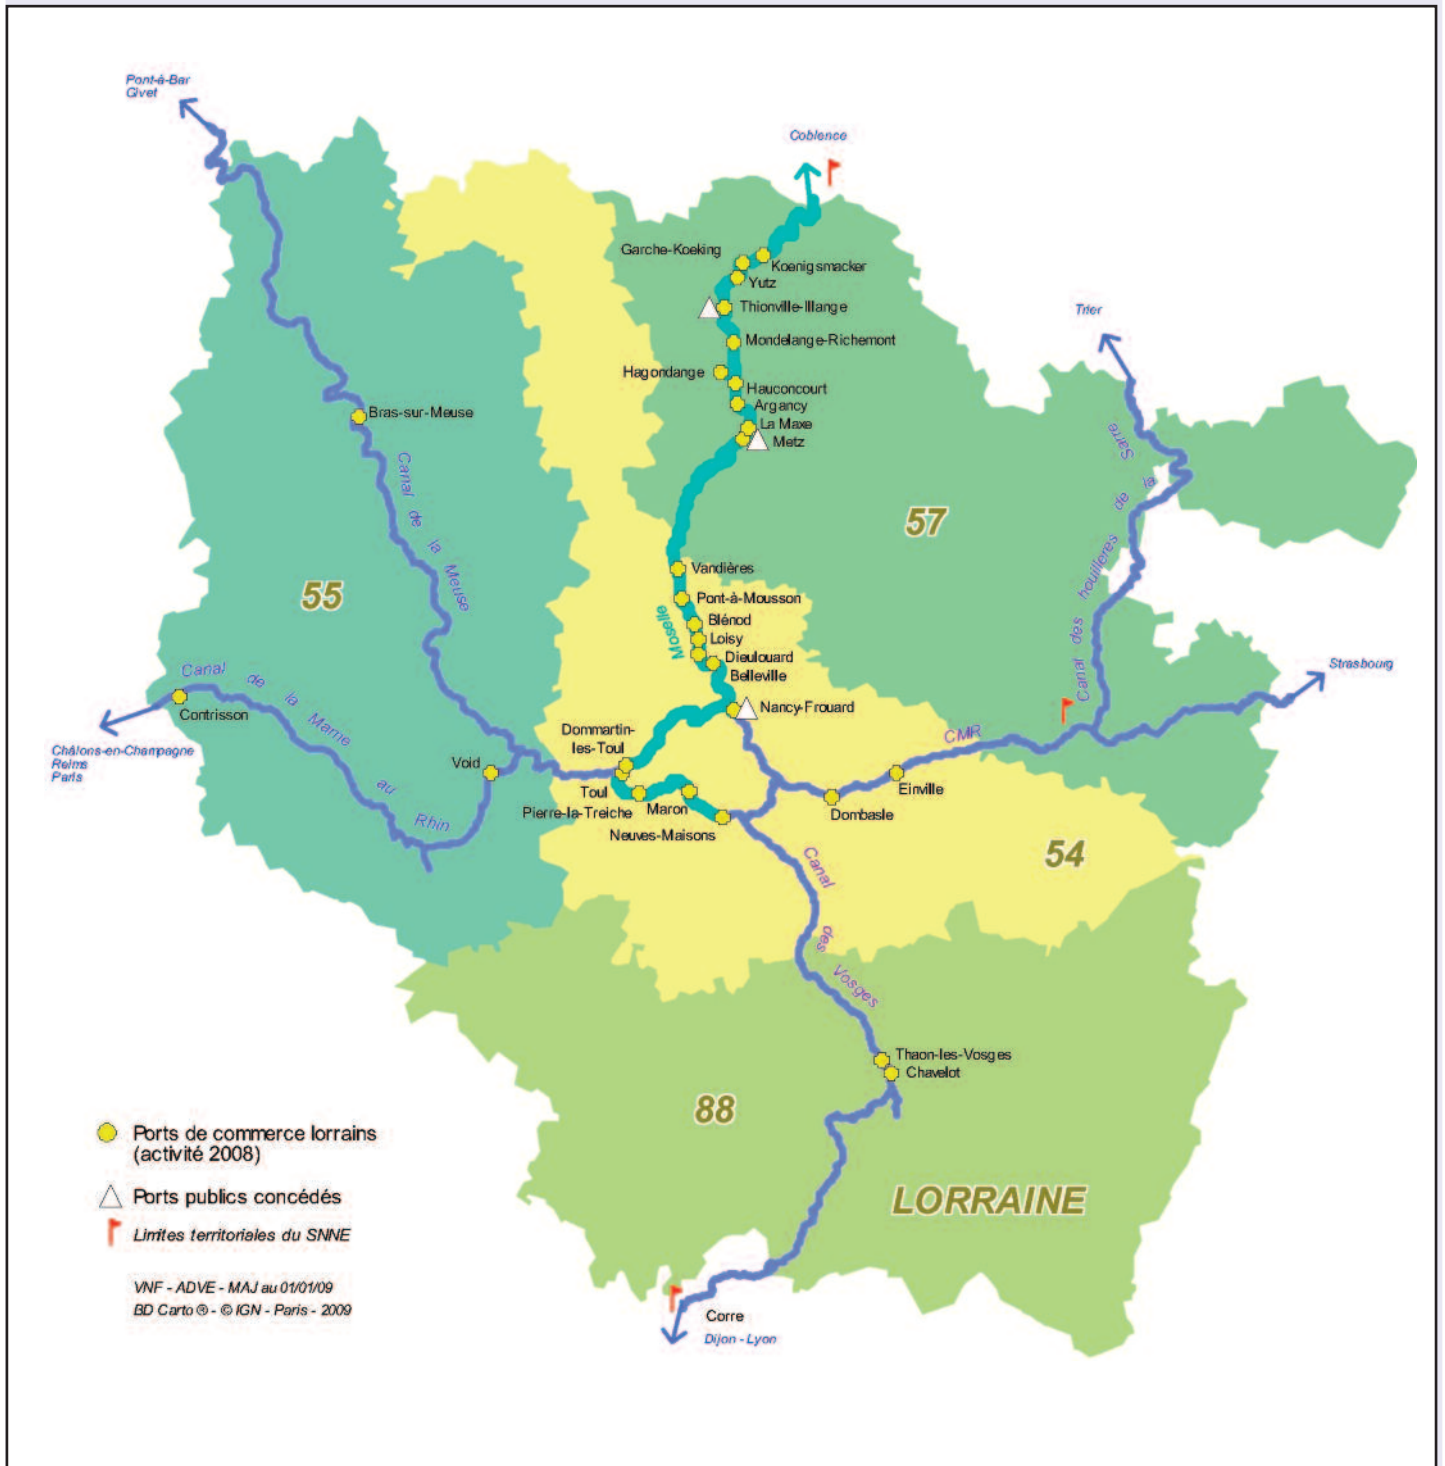 Pont-à-Bar
Givet
Coblence
Garche-Koeking
Koenigsmacker
Yutz
Thionville-Illange
Mondelange-Richemont
Hagondange
Hauconcourt
Argancy
La Maxe
Metz
Trier
Bras-sur-Meuse
Canal de la Meuse
Canal des houilleres de la Sarre
57
55
Vandières
Pont-à-Mousson
Blénod
Loisy
Dieulouard
Belleville
Moselle
Strasbourg
Canal de la Marne au Rhin
Contrisson
Châlons-en-Champagne
Reims
Paris
Nancy-Frouard
Dommartin-
les-Toul
CMR
Void
Toul
Pierre-la-Treiche
Maron
Neuves-Maisons
Einville
Dombasle
54
Canal des Vosges
Thaon-les-Vosges
Chavelot
88
LORRAINE
Ports de commerce lorrains
(activité 2008)
Ports publics concédés
Limites territoriales du SNNE
VNF - ADVE - MAJ au 01/01/09
BD Carto ® - © IGN - Paris - 2009
Corre
Dijon - Lyon